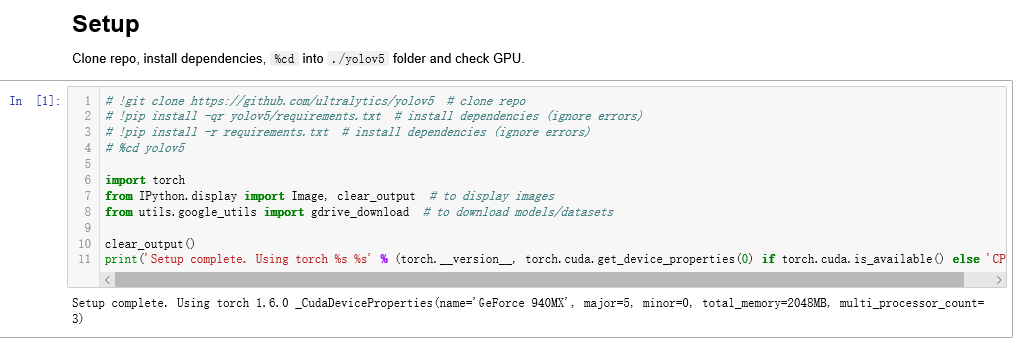 Setup
Clone repo, install dependencies, %cd into ./yolov5 folder and check GPU.
In [1]:
1 # !git clone https://github.com/ultralytics/yolov5 # clone repo
2 # !pip install -qr yolov5/requirements.txt # install dependencies (ignore errors)
3 # !pip install -r requirements.txt # install dependencies (ignore errors)
4 # %cd yolov5
5
6 import torch
7 from IPython.display import Image, clear_output # to display images
8 from utils.google_utils import gdrive_download # to download models/datasets
9
10 clear_output()
11 print('Setup complete. Using torch %s %s' % (torch.__version__, torch.cuda.get_device_properties(0) if torch.cuda.is_available() else 'CP
Setup complete. Using torch 1.6.0 _CudaDeviceProperties(name='GeForce 940MX', major=5, minor=0, total_memory=2048MB, multi_processor_count=
3)